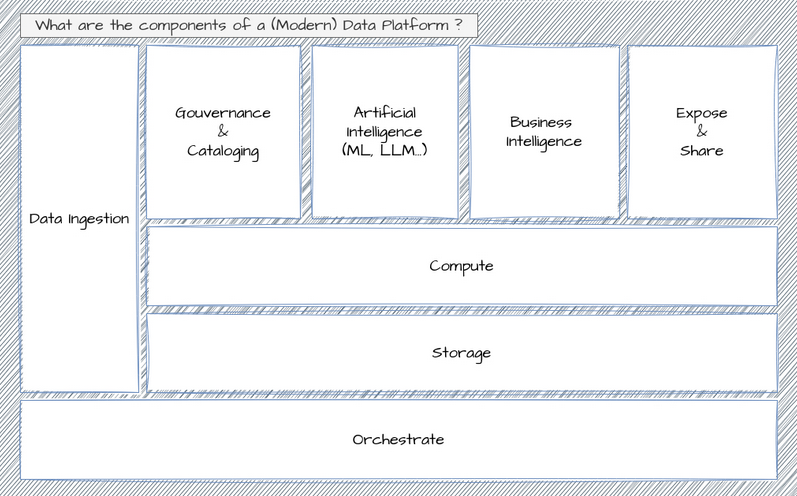 What are the components of a (Modern) Data Platform ?
Data Ingestion
Gouvernance
&
Cataloging
Artificial
Intelligence
(ML, LLM...)
Business
Intelligence
Expose
&
Share
Compute
Storage
Orchestrate